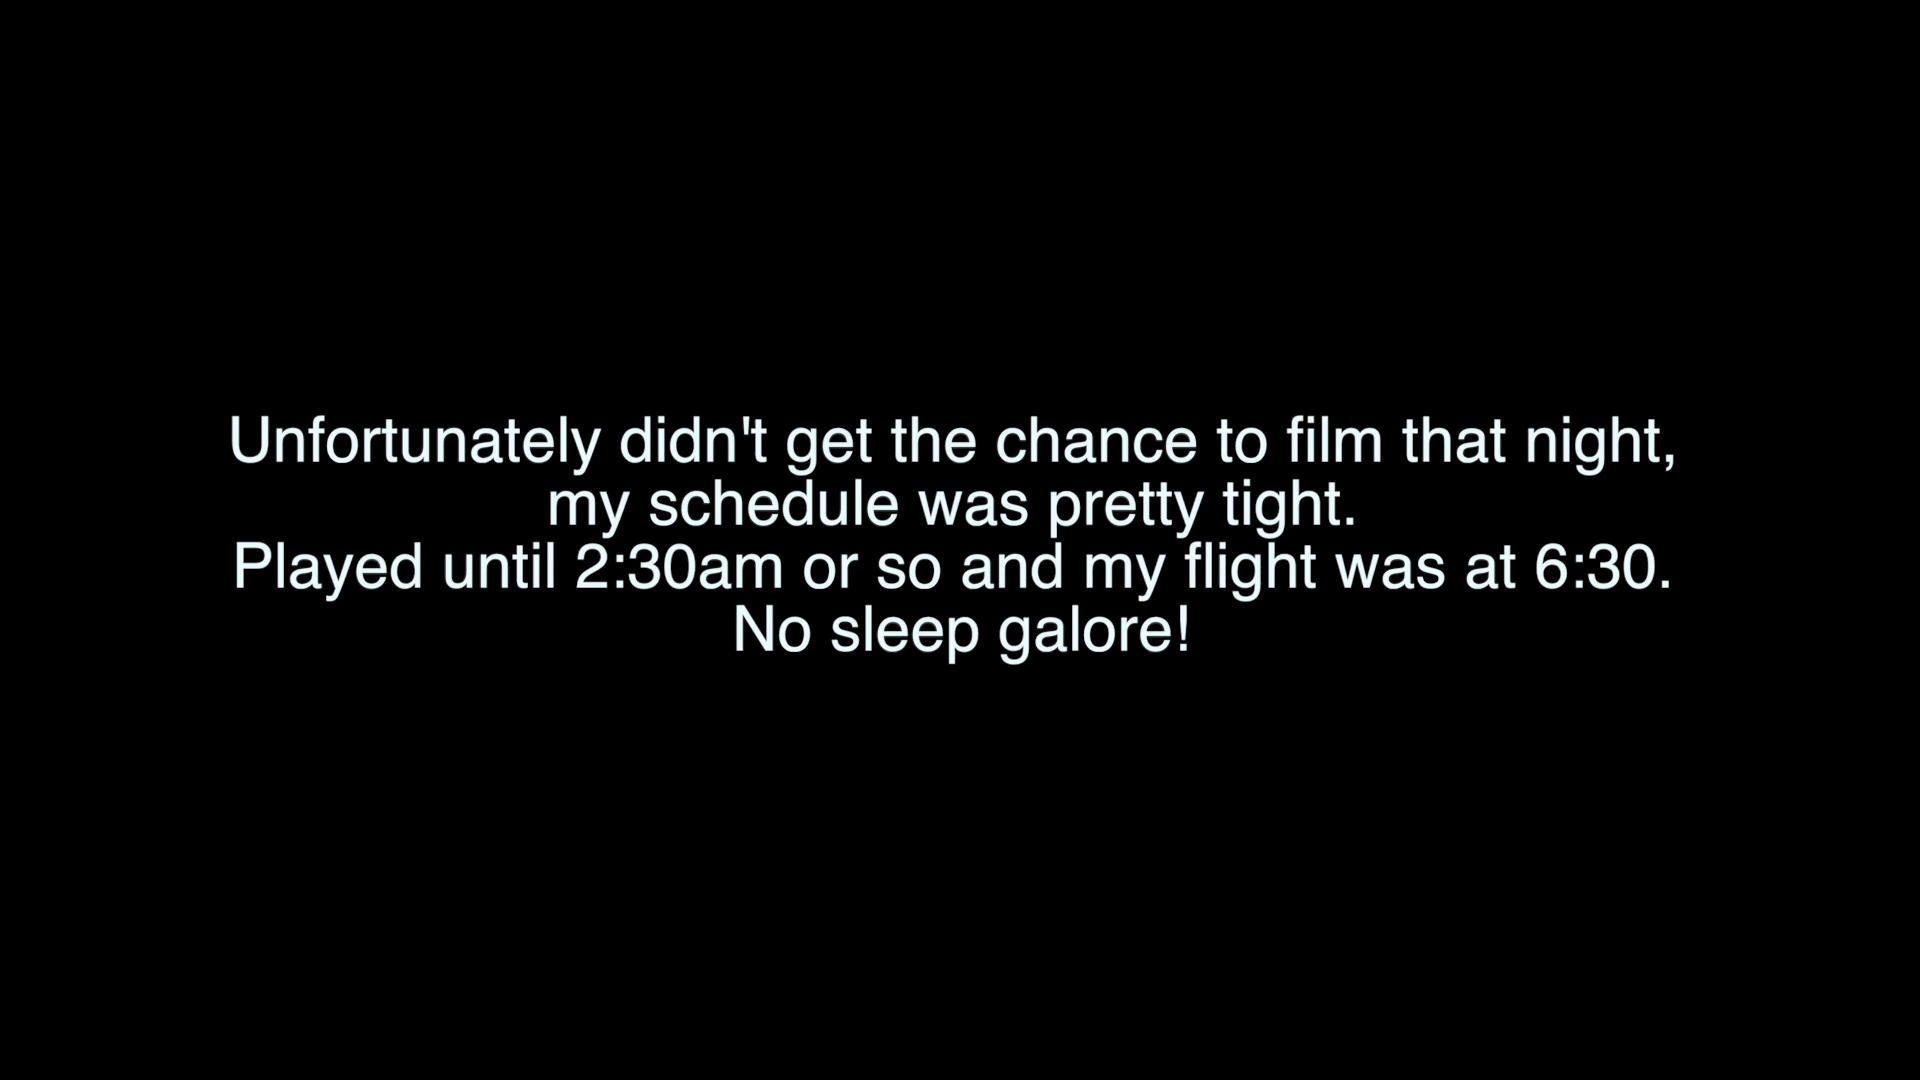 Unfortunately didn't get the chance to film that night,
my schedule was pretty tight.
Played until 2:30am or so and my flight was at 6:30.
No sleep galore!